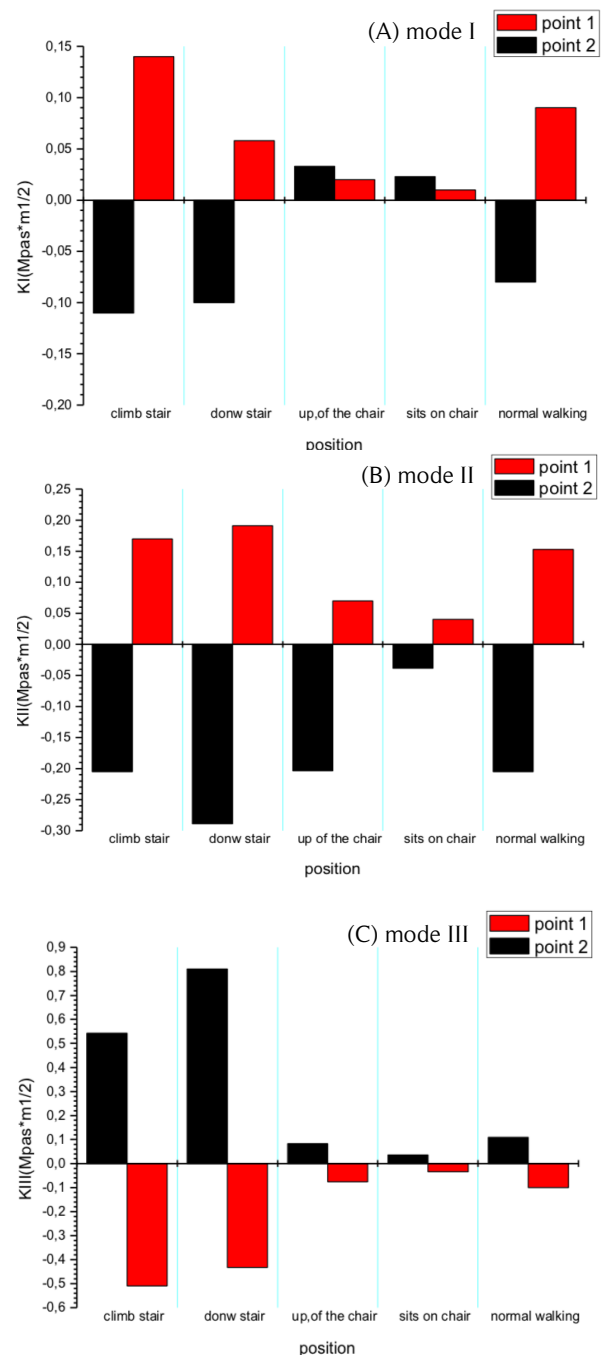 (A) mode I
point 1
point 2
0,15
0,10
0,05
0,00
-0,05
-0,10
-0,15
-0,20
KI(Mpas*m1/2)
climb stair
donw stair
up,of the chair
sits on chair
normal walking
position
(B) mode II
point 1
point 2
0,25
0,20
0,15
0,10
0,05
0,00
-0,05
-0,10
-0,15
-0,20
-0,25
-0,30
KII(Mpas*m1/2)
climb stair
donw stair
up of the chair
sits on chair
normal walking
position
(C) mode III
point 1
point 2
0,9
0,8
0,7
0,6
0,5
0,4
0,3
0,2
0,1
0,0
-0,1
-0,2
-0,3
-0,4
-0,5
-0,6
KIII(Mpas*m1/2)
climb stair
donw stair
up,of the chair
sits on chair
normal walking
position